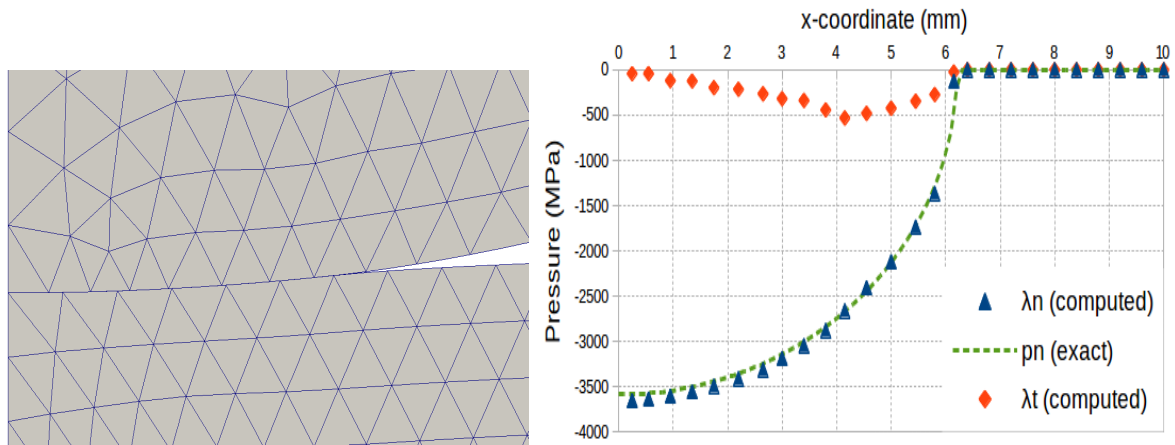 x-coordinate (mm)
0 1 2 3 4 5 6 7 8 9 10
0
-500
-1000
-1500
-2000
-2500
-3000
-3500
-4000
Pressure (MPa)
λn (computed)
pn (exact)
λt (computed)